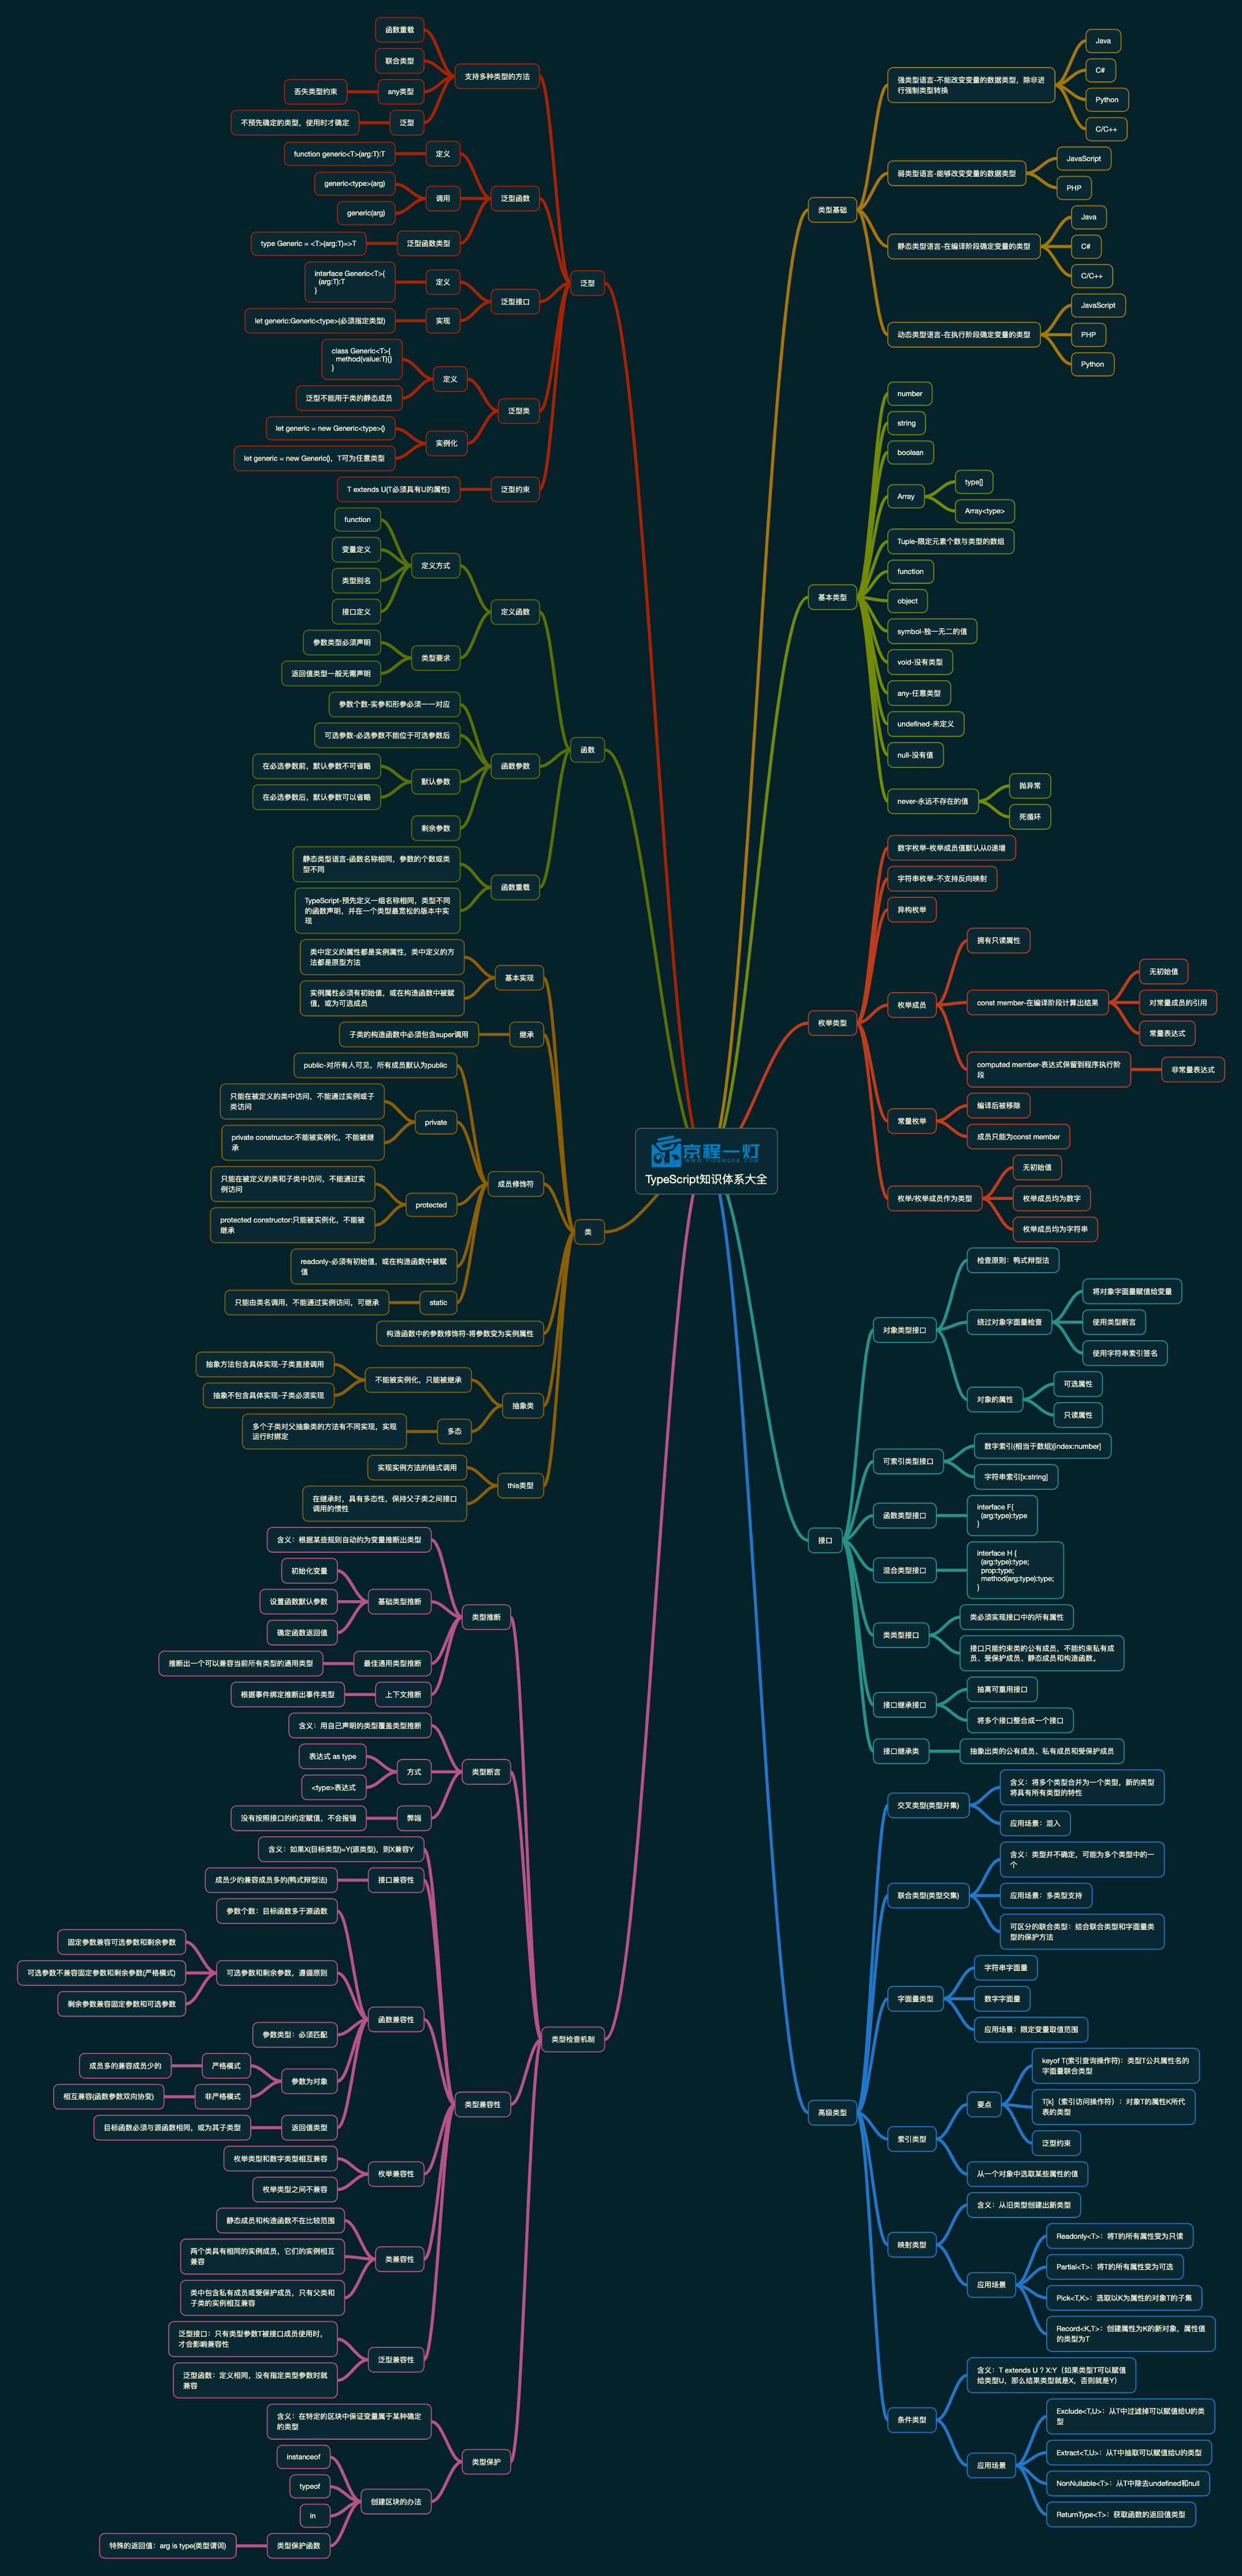 京程一灯
WWW.YIDENGFE.COM
TypeScript知识体系大全
类型基础
强类型语言-不能改变变量的数据类型，除非进
行强制类型转换
Java
C#
Python
C/C++
弱类型语言-能够改变变量的数据类型
JavaScript
PHP
静态类型语言-在编译阶段确定变量的类型
Java
C#
C/C++
动态类型语言-在执行阶段确定变量的类型
JavaScript
PHP
Python
基本类型
number
string
boolean
Array
type[]
Array<type>
Tuple-限定元素个数与类型的数组
function
object
symbol-独一无二的值
void-没有类型
any-任意类型
undefined-未定义
null-没有值
never-永远不存在的值
抛异常
死循环
枚举类型
数字枚举-枚举成员值默认从0递增
字符串枚举-不支持反向映射
异构枚举
枚举成员
拥有只读属性
const member-在编译阶段计算出结果
无初始值
对常量成员的引用
常量表达式
computed member-表达式保留到程序执行阶
段
非常量表达式
常量枚举
编译后被移除
成员只能为const member
枚举/枚举成员作为类型
无初始值
枚举成员均为数字
枚举成员均为字符串
接口
对象类型接口
检查原则：鸭式辩型法
绕过对象字面量检查
将对象字面量赋值给变量
使用类型断言
使用字符串索引签名
对象的属性
可选属性
只读属性
可索引类型接口
数字索引(相当于数组)[index:number]
字符串索引[x:string]
函数类型接口
interface F{
(arg:type):type
}
混合类型接口
interface H {
(arg:type):type;
prop:type;
method(arg:type):type;
}
类类型接口
类必须实现接口中的所有属性
接口只能约束类的公有成员，不能约束私有成
员、受保护成员、静态成员和构造函数。
接口继承接口
抽离可重用接口
将多个接口整合成一个接口
接口继承类
抽象出类的公有成员、私有成员和受保护成员
高级类型
交叉类型(类型并集)
含义：将多个类型合并为一个类型，新的类型
将具有所有类型的特性
应用场景：混入
联合类型(类型交集)
含义：类型并不确定，可能为多个类型中的一
个
应用场景：多类型支持
可区分的联合类型：结合联合类型和字面量类
型的保护方法
字面量类型
字符串字面量
数字字面量
应用场景：限定变量取值范围
索引类型
要点
keyof T(索引查询操作符)：类型T公共属性名的
字面量联合类型
T[k]（索引访问操作符）：对象T的属性K所代
表的类型
泛型约束
从一个对象中选取某些属性的值
映射类型
含义：从旧类型创建出新类型
应用场景
Readonly<T>：将T的所有属性变为只读
Partial<T>：将T的所有属性变为可选
Pick<T,K>：选取以K为属性的对象T的子集
Record<K,T>：创建属性为K的新对象，属性值
的类型为T
条件类型
含义：T extends U ? X:Y（如果类型T可以赋值
给类型U，那么结果类型就是X，否则就是Y）
应用场景
Exclude<T,U>：从T中过滤掉可以赋值给U的类
型
Extract<T,U>：从T中抽取可以赋值给U的类型
NonNullable<T>：从T中除去undefined和null
ReturnType<T>：获取函数的返回值类型
泛型
支持多种类型的方法
函数重载
联合类型
any类型
丢失类型约束
泛型
不预先确定的类型，使用时才确定
泛型函数
定义
function generic<T>(arg:T):T
调用
generic<type>(arg)
generic(arg)
泛型函数类型
type Generic = <T>(arg:T)=>T
泛型接口
定义
interface Generic<T>{
(arg:T):T
}
实现
let generic:Generic<type>(必须指定类型)
泛型类
定义
class Generic<T>{
method(value:T){}
}
泛型不能用于类的静态成员
实例化
let generic = new Generic<type>()
let generic = new Generic()，T可为任意类型
泛型约束
T extends U(T必须具有U的属性)
函数
定义函数
定义方式
function
变量定义
类型别名
接口定义
类型要求
参数类型必须声明
返回值类型一般无需声明
函数参数
参数个数-实参和形参必须一一对应
可选参数-必选参数不能位于可选参数后
默认参数
在必选参数前，默认参数不可省略
在必选参数后，默认参数可以省略
剩余参数
函数重载
静态类型语言-函数名称相同，参数的个数或类
型不同
TypeScript-预先定义一组名称相同，类型不同
的函数声明，并在一个类型最宽松的版本中实
现
类
基本实现
类中定义的属性都是实例属性，类中定义的方
法都是原型方法
实例属性必须有初始值，或在构造函数中被赋
值，或为可选成员
继承
子类的构造函数中必须包含super调用
成员修饰符
public-对所有人可见，所有成员默认为public
private
只能在被定义的类中访问，不能通过实例或子
类访问
private constructor:不能被实例化，不能被继
承
protected
只能在被定义的类和子类中访问，不能通过实
例访问
protected constructor:只能被实例化，不能被
继承
readonly-必须有初始值，或在构造函数中被赋
值
static
只能由类名调用，不能通过实例访问，可继承
构造函数中的参数修饰符-将参数变为实例属性
抽象类
不能被实例化，只能被继承
抽象方法包含具体实现-子类直接调用
抽象不包含具体实现-子类必须实现
多态
多个子类对父抽象类的方法有不同实现，实现
运行时绑定
this类型
实现实例方法的链式调用
在继承时，具有多态性，保持父子类之间接口
调用的惯性
类型检查机制
类型推断
含义：根据某些规则自动的为变量推断出类型
基础类型推断
初始化变量
设置函数默认参数
确定函数返回值
最佳通用类型推断
推断出一个可以兼容当前所有类型的通用类型
上下文推断
根据事件绑定推断出事件类型
类型断言
含义：用自己声明的类型覆盖类型推断
方式
表达式 as type
<type>表达式
弊端
没有按照接口的约定赋值，不会报错
类型兼容性
含义：如果X(目标类型)=Y(源类型)，则X兼容Y
接口兼容性
成员少的兼容成员多的(鸭式辩型法)
函数兼容性
参数个数：目标函数多于源函数
可选参数和剩余参数，遵循原则
固定参数兼容可选参数和剩余参数
可选参数不兼容固定参数和剩余参数(严格模式)
剩余参数兼容固定参数和可选参数
参数类型：必须匹配
参数为对象
严格模式
成员多的兼容成员少的
非严格模式
相互兼容(函数参数双向协变)
返回值类型
目标函数必须与源函数相同，或为其子类型
枚举兼容性
枚举类型和数字类型相互兼容
枚举类型之间不兼容
类兼容性
静态成员和构造函数不在比较范围
两个类具有相同的实例成员，它们的实例相互
兼容
类中包含私有成员或受保护成员，只有父类和
子类的实例相互兼容
泛型兼容性
泛型接口：只有类型参数T被接口成员使用时，
才会影响兼容性
泛型函数：定义相同，没有指定类型参数时就
兼容
类型保护
含义：在特定的区块中保证变量属于某种确定
的类型
创建区块的办法
instanceof
typeof
in
类型保护函数
特殊的返回值：arg is type(类型谓词)